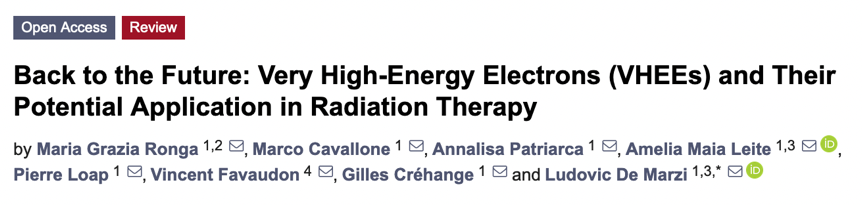 Open Access Review
Back to the Future: Very High-Energy Electrons (VHEEs) and Their
Potential Application in Radiation Therapy
by Maria Grazia Ronga 1,2, Marco Cavallone 1, Annalisa Patriarca 1, Amelia Maia Leite 1,3 iD,
Pierre Loap 1, Vincent Favaudon 4, Gilles Créhange 1 and Ludovic De Marzi 1,3,* iD